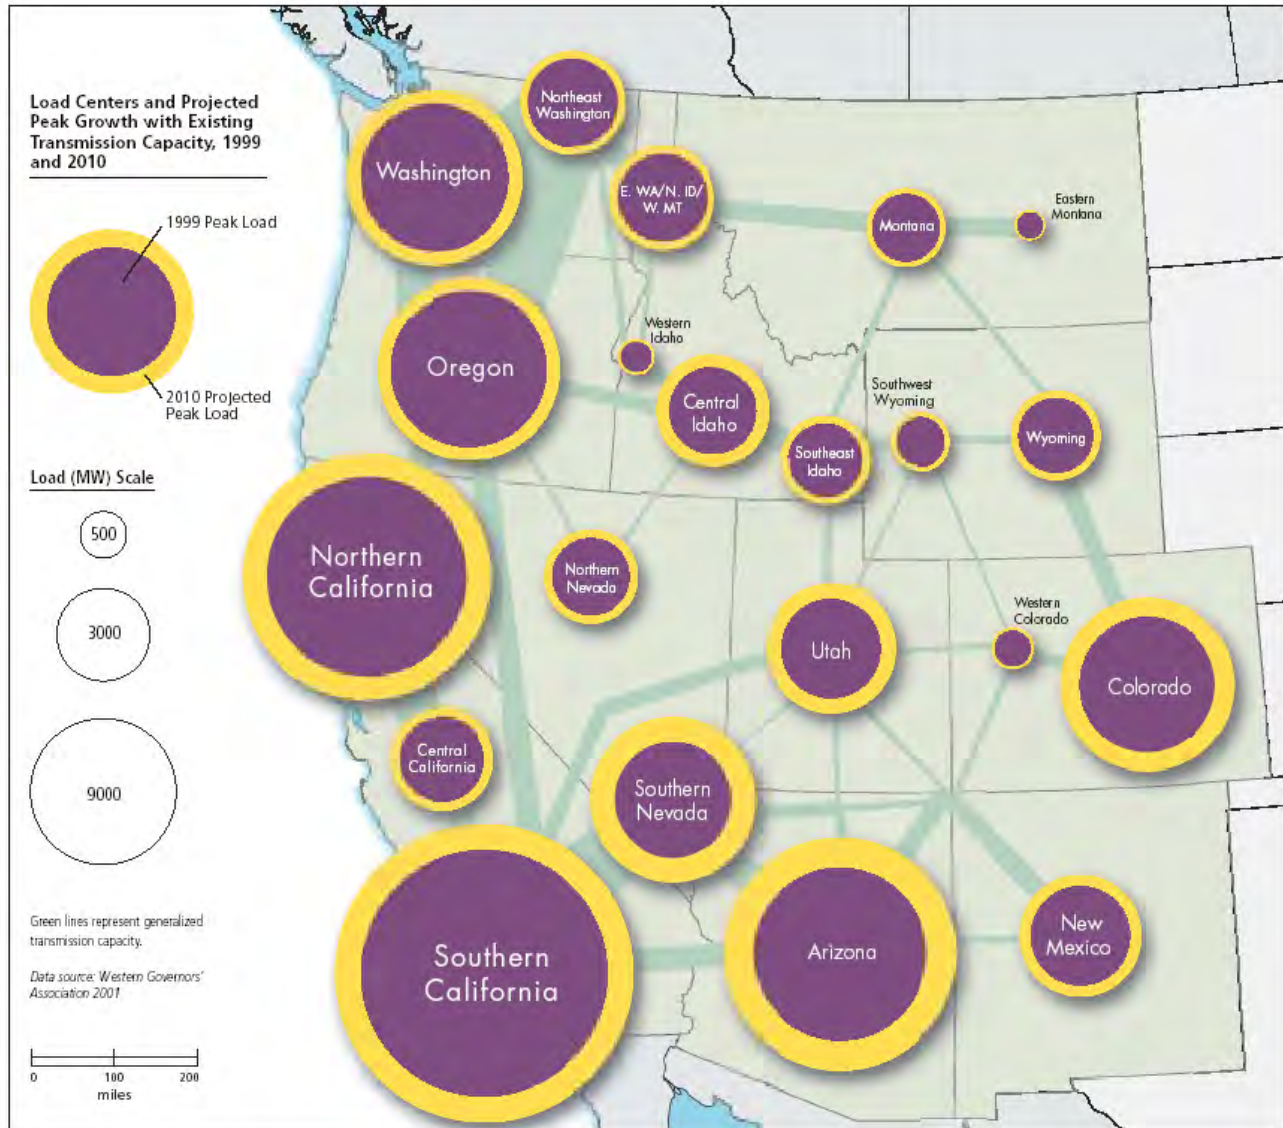 Load Centers and Projected
Peak Growth with Existing
Transmission Capacity, 1999
and 2010
1999 Peak Load
2010 Projected
Peak Load
Load (MW) Scale
500
3000
9000
Green lines represent generalized
transmission capacity.
Data source: Western Governors'
Association 2001
0
100
200
miles
Washington
Northeast
Washington
E. WA/N. ID/
W. MT
Montana
Eastern
Montana
Oregon
Western
Idaho
Central
Idaho
Southeast
Idaho
Southwest
Wyoming
Wyoming
Northern
California
Northern
Nevada
Utah
Western
Colorado
Colorado
Central
California
Southern
Nevada
Southern
California
Arizona
New
Mexico